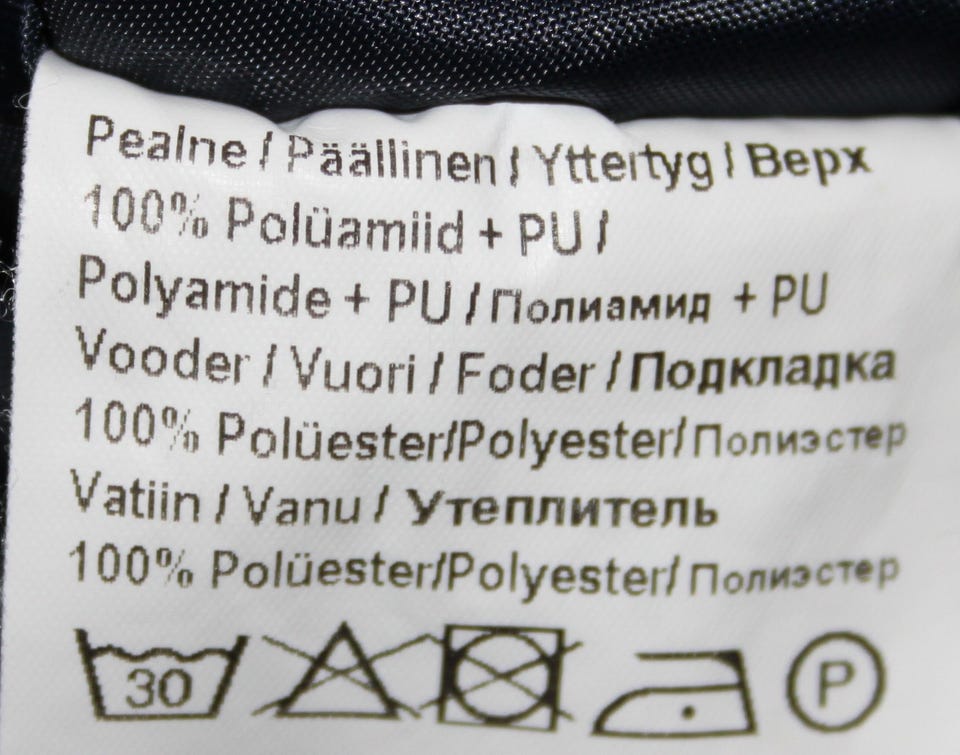 Pealne / Päällinen / Yttertyg / Верх
100% Polüamiid + PU /
Polyamide + PU / Полиамид + PU
Vooder / Vuori / Foder / Подкладка
100% Polüester/Polyester/Полиэстер
Vatiin / Vanu / Утеплитель
100% Polüester/Polyester/Полиэстер
30 P